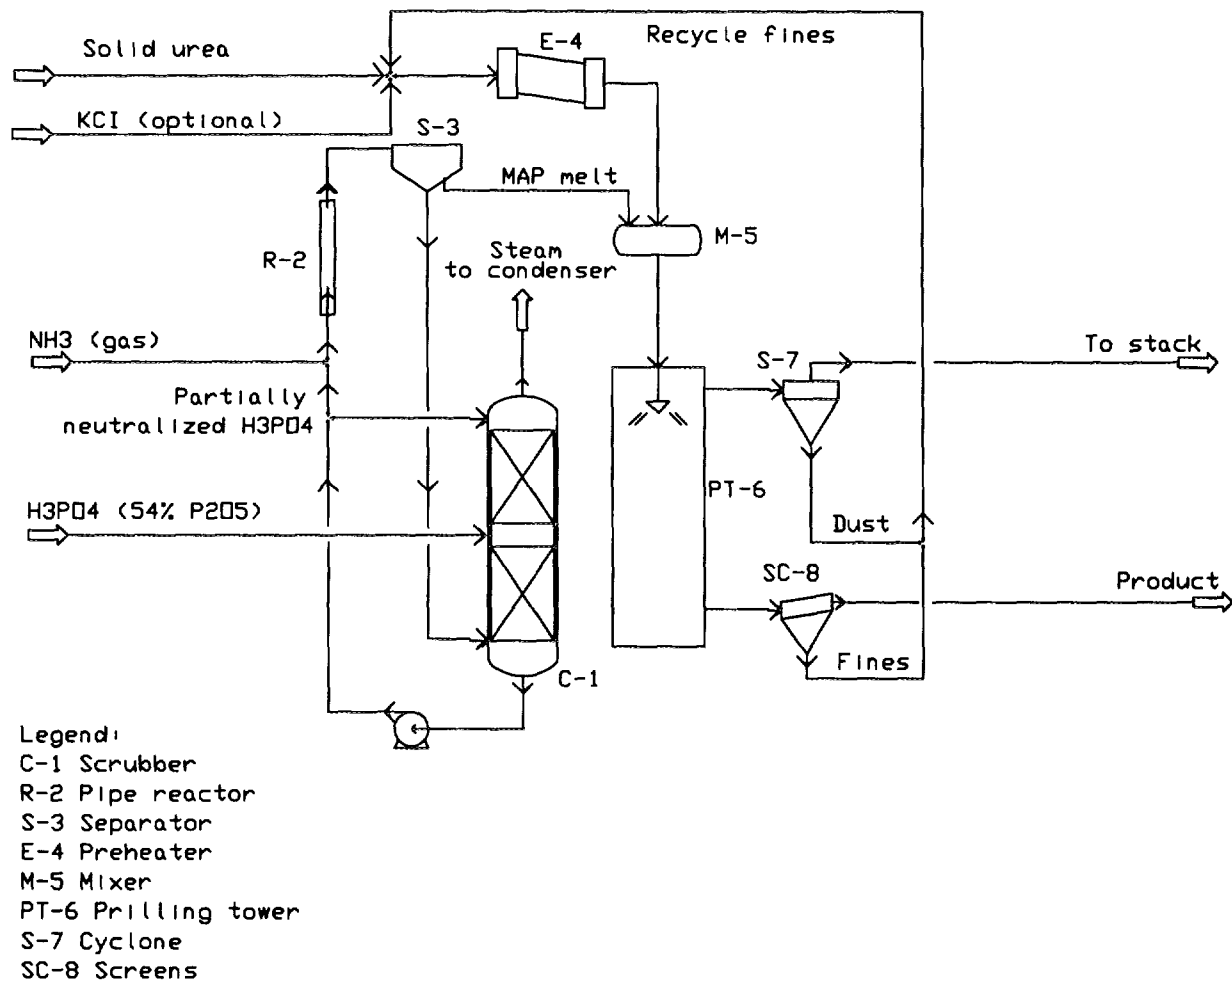 Recycle fines
Solid urea
E-4
KCI (optional)
S-3
MAP melt
M-5
R-2
Steam
to condenser
NH3 (gas)
To stack
S-7
Partially
neutralized H3PO4
PT-6
H3PO4 (54% P2O5)
Dust
SC-8
Product
Fines
C-1
Legend:
C-1 Scrubber
R-2 Pipe reactor
S-3 Separator
E-4 Preheater
M-5 Mixer
PT-6 Prilling tower
S-7 Cyclone
SC-8 Screens